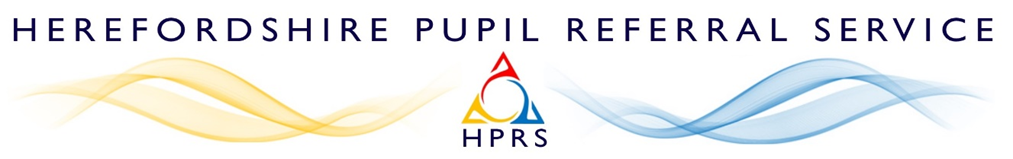 HEREFORDSHIRE PUPIL REFERRAL SERVICE
HPRS